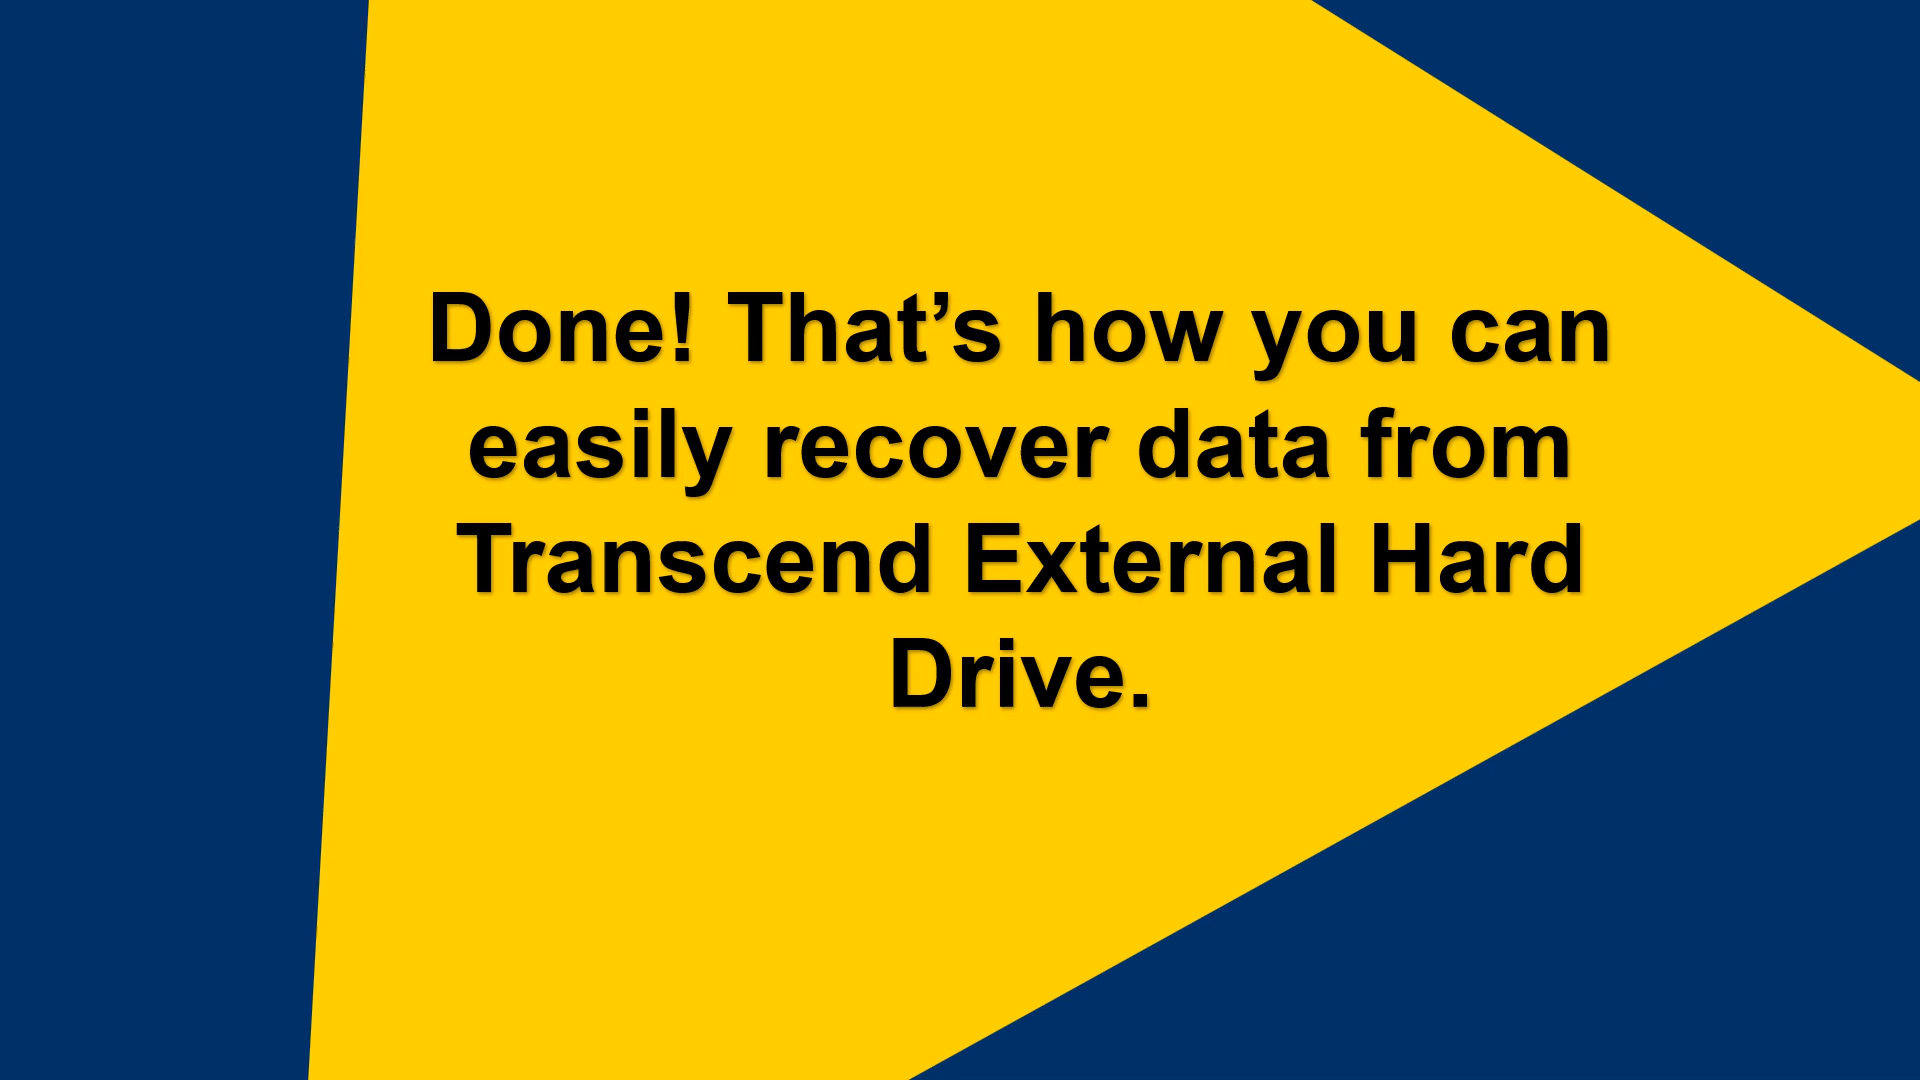 Done! That’s how you can
easily recover data from
Transcend External Hard
Drive.